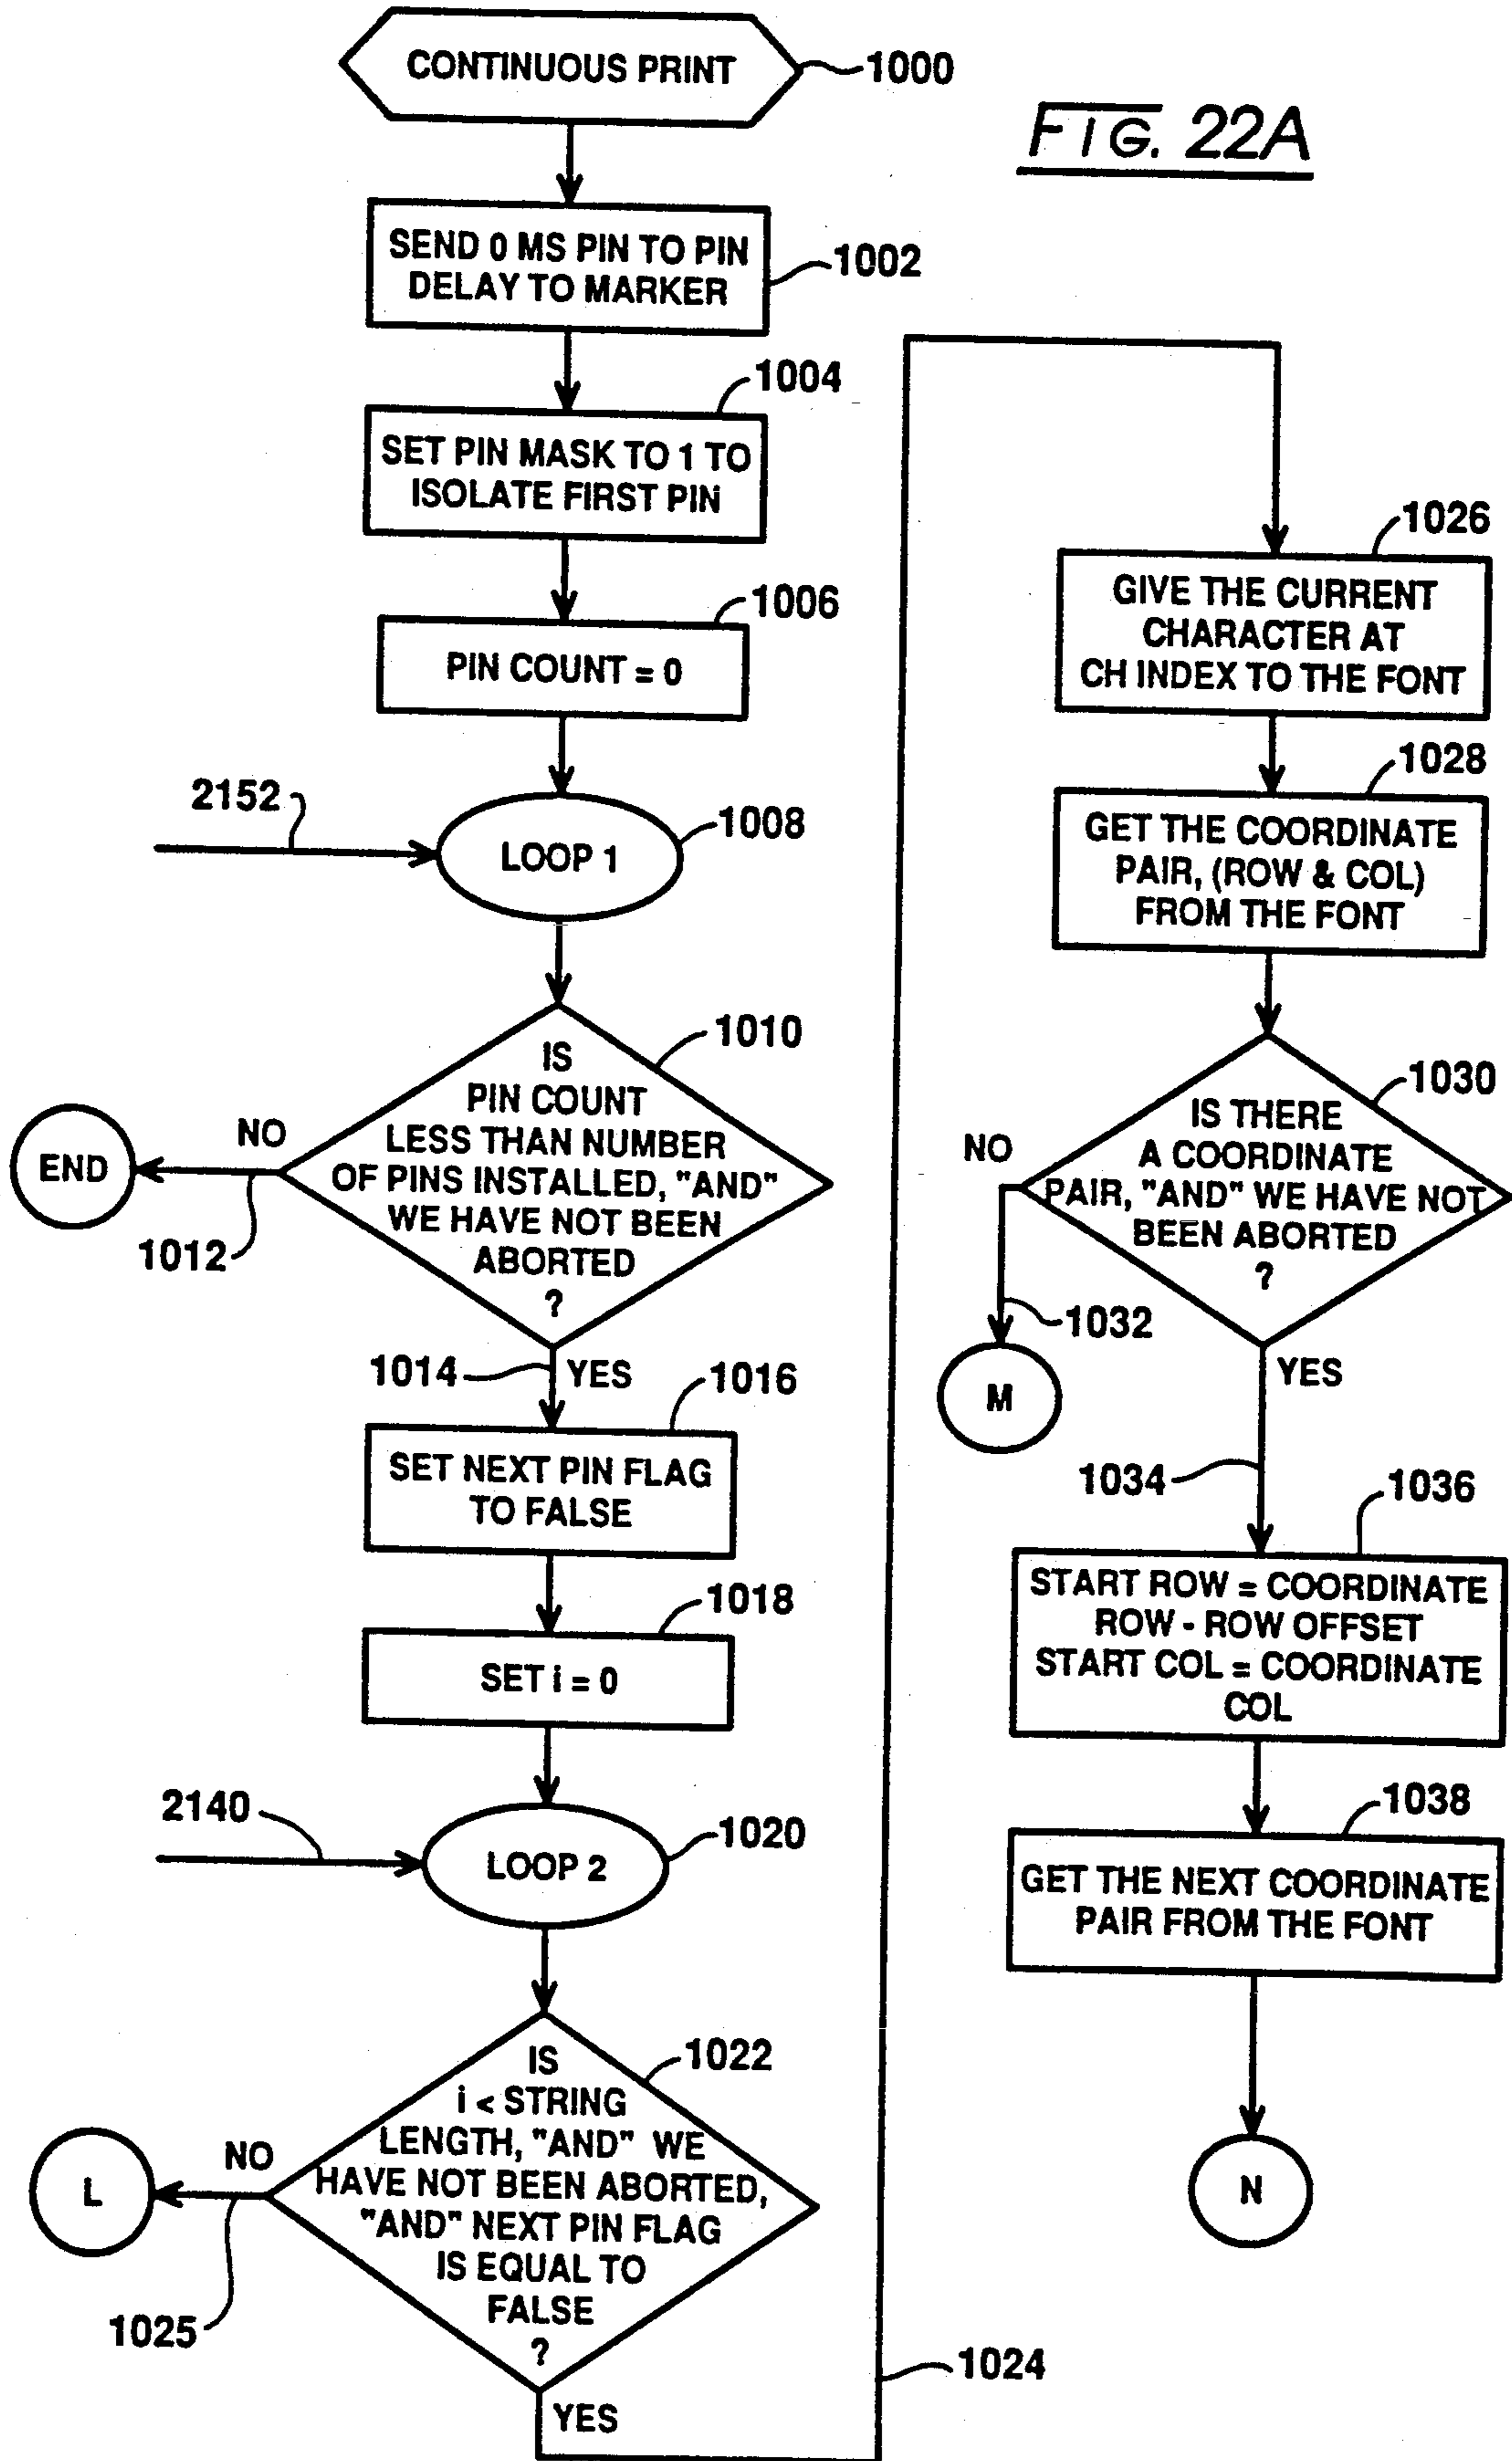 CONTINUOUS PRINT
1000
FIG. 22A
SEND 0 MS PIN TO PIN
DELAY TO MARKER
1002
1004
SET PIN MASK TO 1 TO
ISOLATE FIRST PIN
1006
PIN COUNT = 0
2152
LOOP 1
1008
1010
IS
PIN COUNT
LESS THAN NUMBER
OF PINS INSTALLED, "AND"
WE HAVE NOT BEEN
ABORTED
?
NO
END
1012
1014
YES
1016
SET NEXT PIN FLAG
TO FALSE
1018
SET i = 0
2140
LOOP 2
1020
1022
IS
i < STRING
LENGTH, "AND" WE
HAVE NOT BEEN ABORTED,
"AND" NEXT PIN FLAG
IS EQUAL TO
FALSE
?
NO
L
1025
YES
1024
1026
GIVE THE CURRENT
CHARACTER AT
CH INDEX TO THE FONT
1028
GET THE COORDINATE
PAIR, (ROW & COL)
FROM THE FONT
1030
IS THERE
A COORDINATE
PAIR, "AND" WE HAVE NOT
BEEN ABORTED
?
NO
1032
M
YES
1034
1036
START ROW = COORDINATE
ROW - ROW OFFSET
START COL = COORDINATE
COL
1038
GET THE NEXT COORDINATE
PAIR FROM THE FONT
N